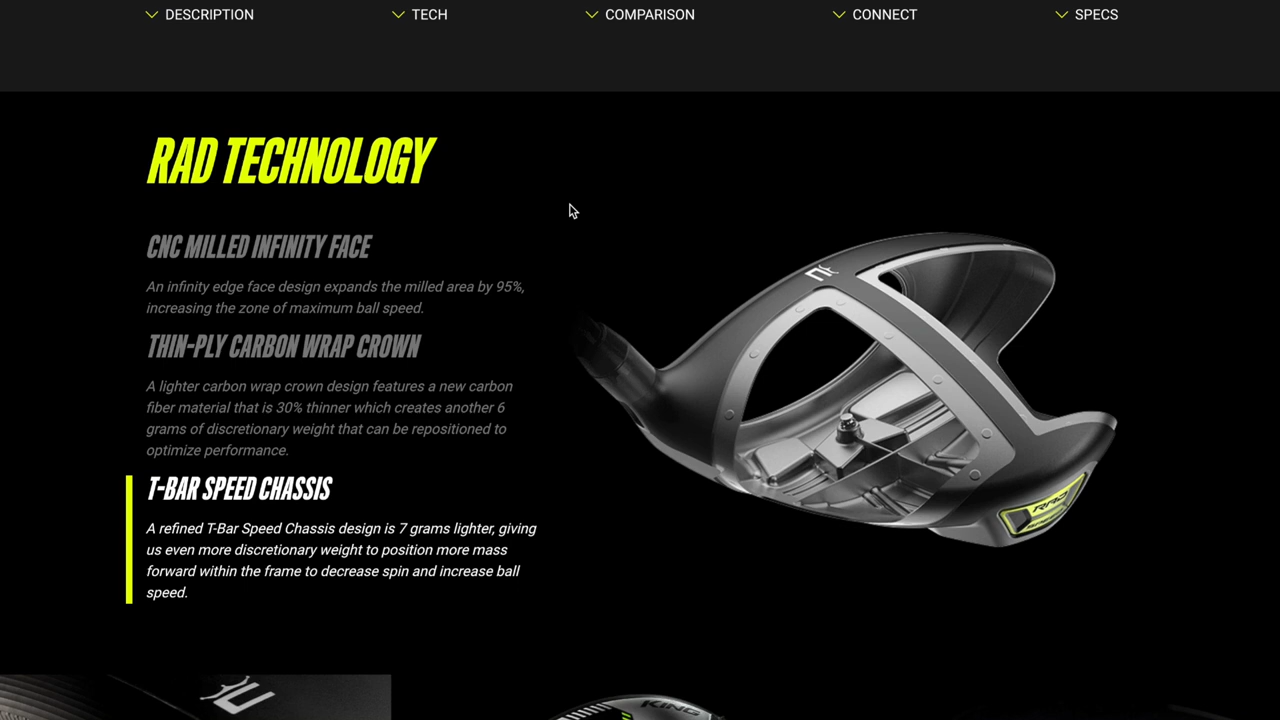 DESCRIPTION
TECH
COMPARISON
CONNECT
SPECS
RAD TECHNOLOGY
CNC MILLED INFINITY FACE
An infinity edge face design expands the milled area by 95%,
increasing the zone of maximum ball speed.
THIN-PLY CARBON WRAP CROWN
A lighter carbon wrap crown design features a new carbon
fiber material that is 30% thinner which creates another 6
grams of discretionary weight that can be repositioned to
optimize performance.
T-BAR SPEED CHASSIS
A refined T-Bar Speed Chassis design is 7 grams lighter, giving
us even more discretionary weight to position more mass
forward within the frame to decrease spin and increase ball
speed.
RAD
KING